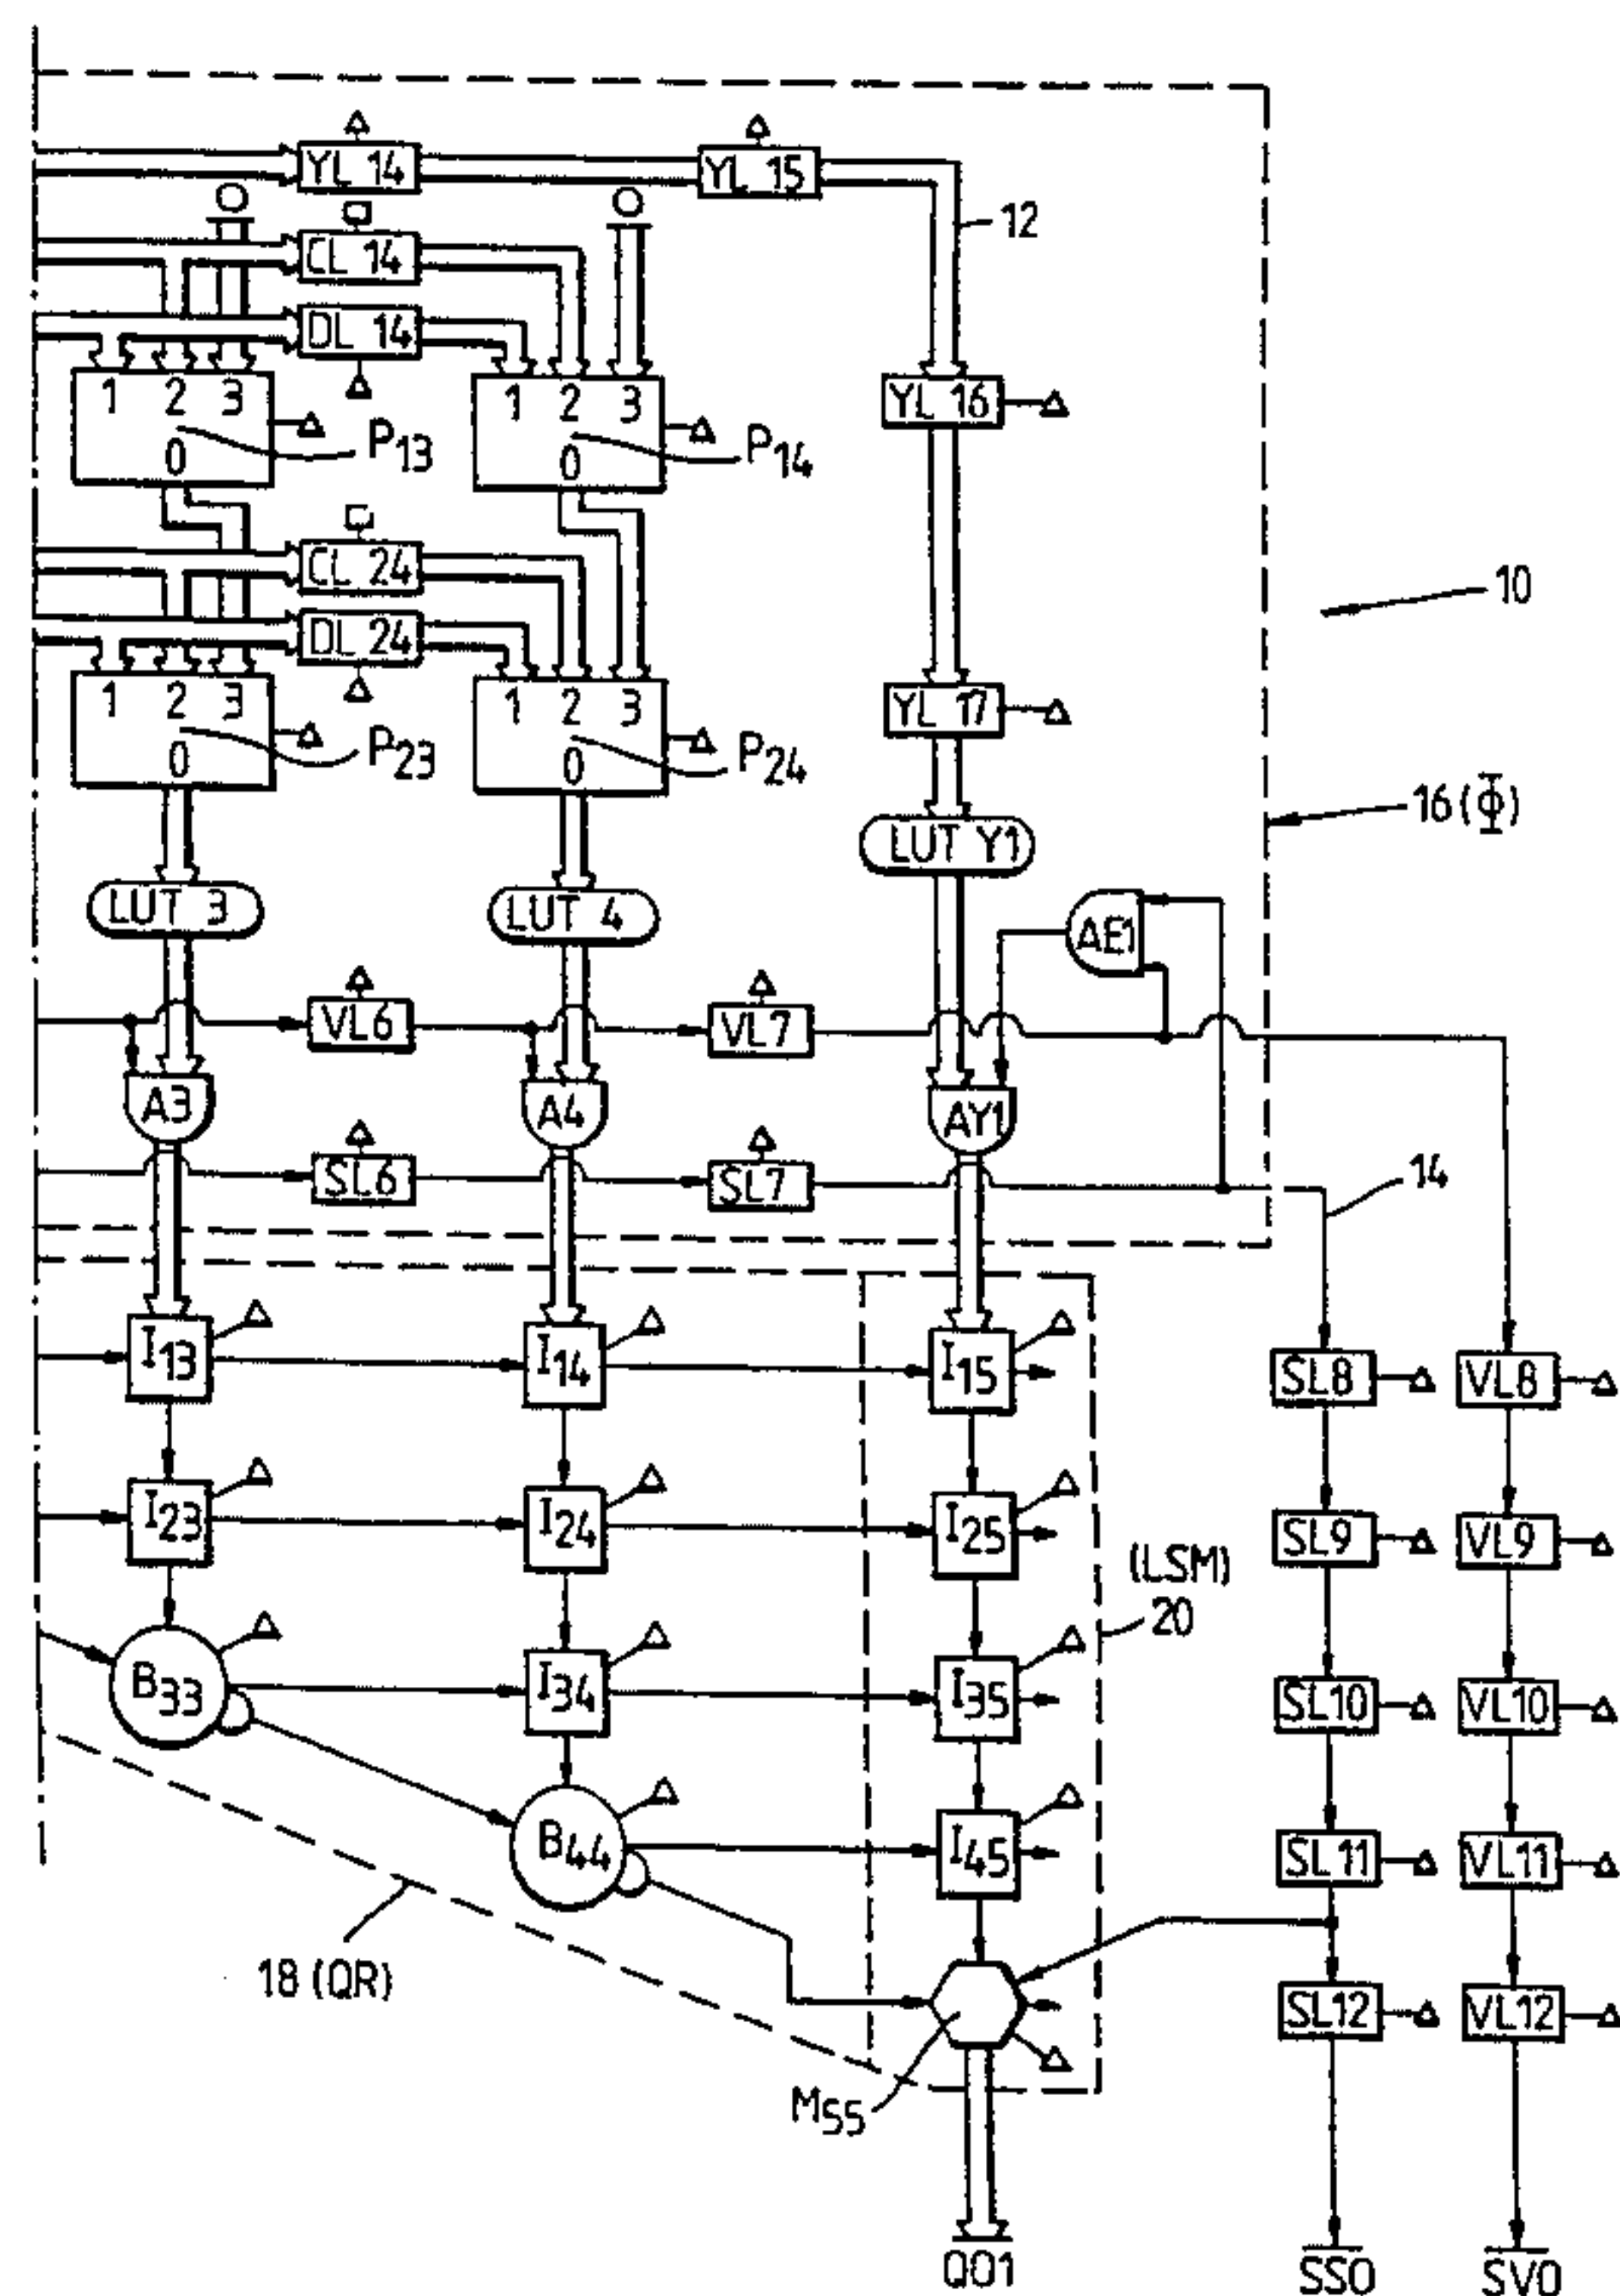 YL 14
YL 15
12
0
0
CL 14
DL 14
1 2 3
0
P13
1 2 3
0
P14
YL 16
CL 24
DL 24
10
1 2 3
0
P23
1 2 3
0
P24
YL 17
16 (Φ)
LUT Y1
LUT 3
LUT 4
AE1
VL6
VL7
A3
A4
AY1
SL6
SL7
14
I13
I14
I15
SL8
VL8
I23
I24
I25
SL9
VL9
(LSM)
20
B33
I34
I35
SL10
VL10
B44
I45
SL11
VL11
18 (QR)
SL12
VL12
M55
QO1
SSO
SVO